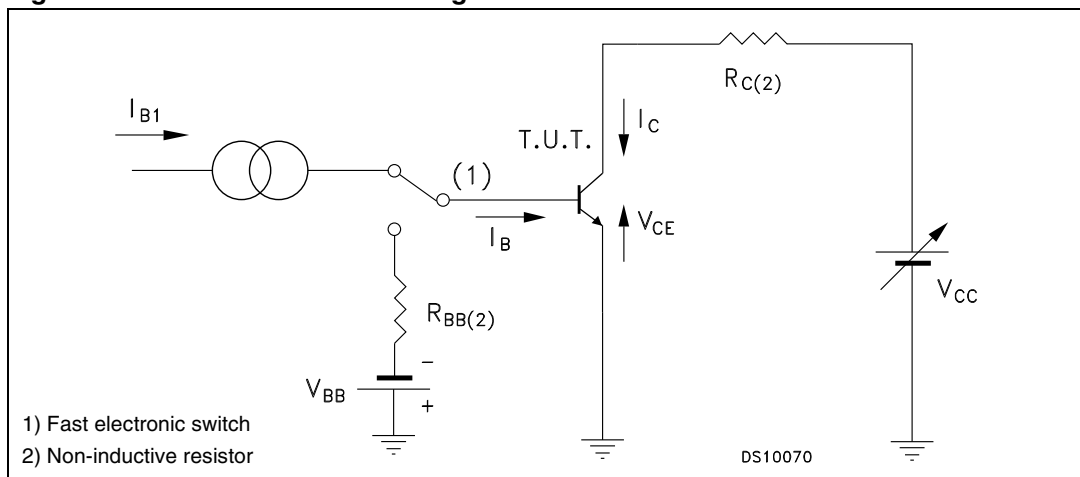 I_B1
R_C(2)
I_C
T.U.T.
(1)
I_B
V_CE
V_CC
R_BB(2)
V_BB
−
+
1) Fast electronic switch
2) Non-inductive resistor
DS10070